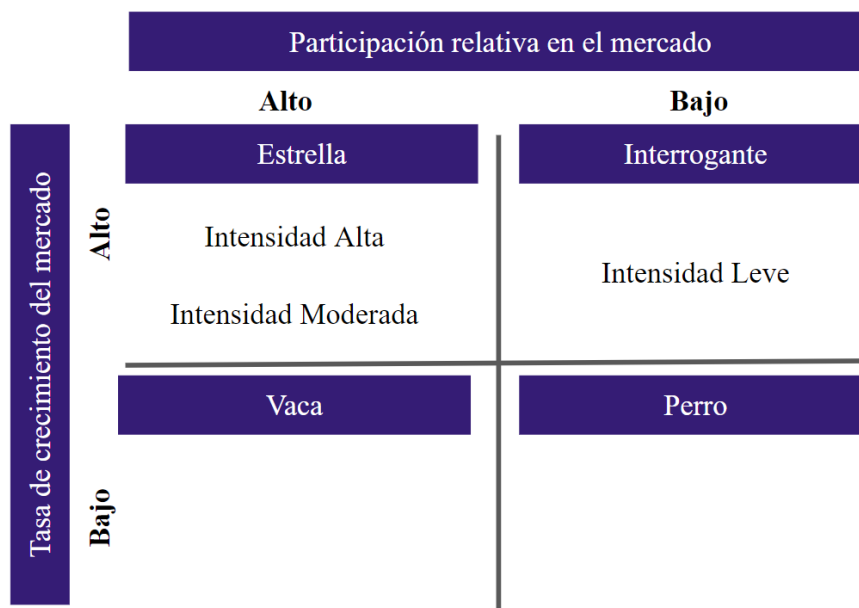 Participación relativa en el mercado
Alto
Bajo
Tasa de crecimiento del mercado
Alto
Estrella
Interrogante
Intensidad Alta
Intensidad Moderada
Intensidad Leve
Bajo
Vaca
Perro